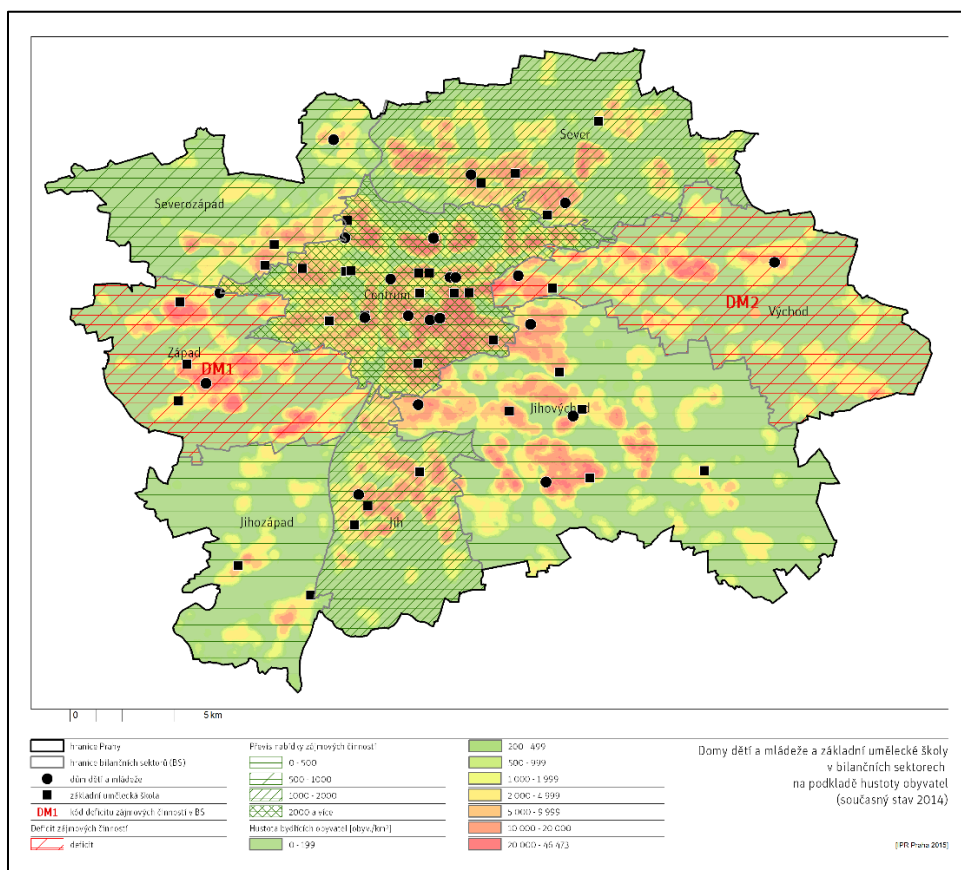 Sever
Severozápad
Centrum
DM2
Východ
Západ
DM1
Jihovýchod
Jihozápad
Jih
0
5 km
hranice Prahy
hranice bilančních sektorů (BS)
dům dětí a mládeže
základní umělecká škola
DM1 kód deficitu zájmových činností v BS
Deficit zájmových činností
deficit
Převis nabídky zájmových činností
0 - 500
500 - 1000
1000 - 2000
2000 a více
Hustota bydlících obyvatel [obyv./km²]
0 - 199
200 - 499
500 - 999
1 000 - 1 999
2 000 - 4 999
5 000 - 9 999
10 000 - 20 000
20 000 - 46 473
Domy dětí a mládeže a základní umělecké školy
v bilančních sektorech
na podkladě hustoty obyvatel
(současný stav 2014)
[IPR Praha 2015]